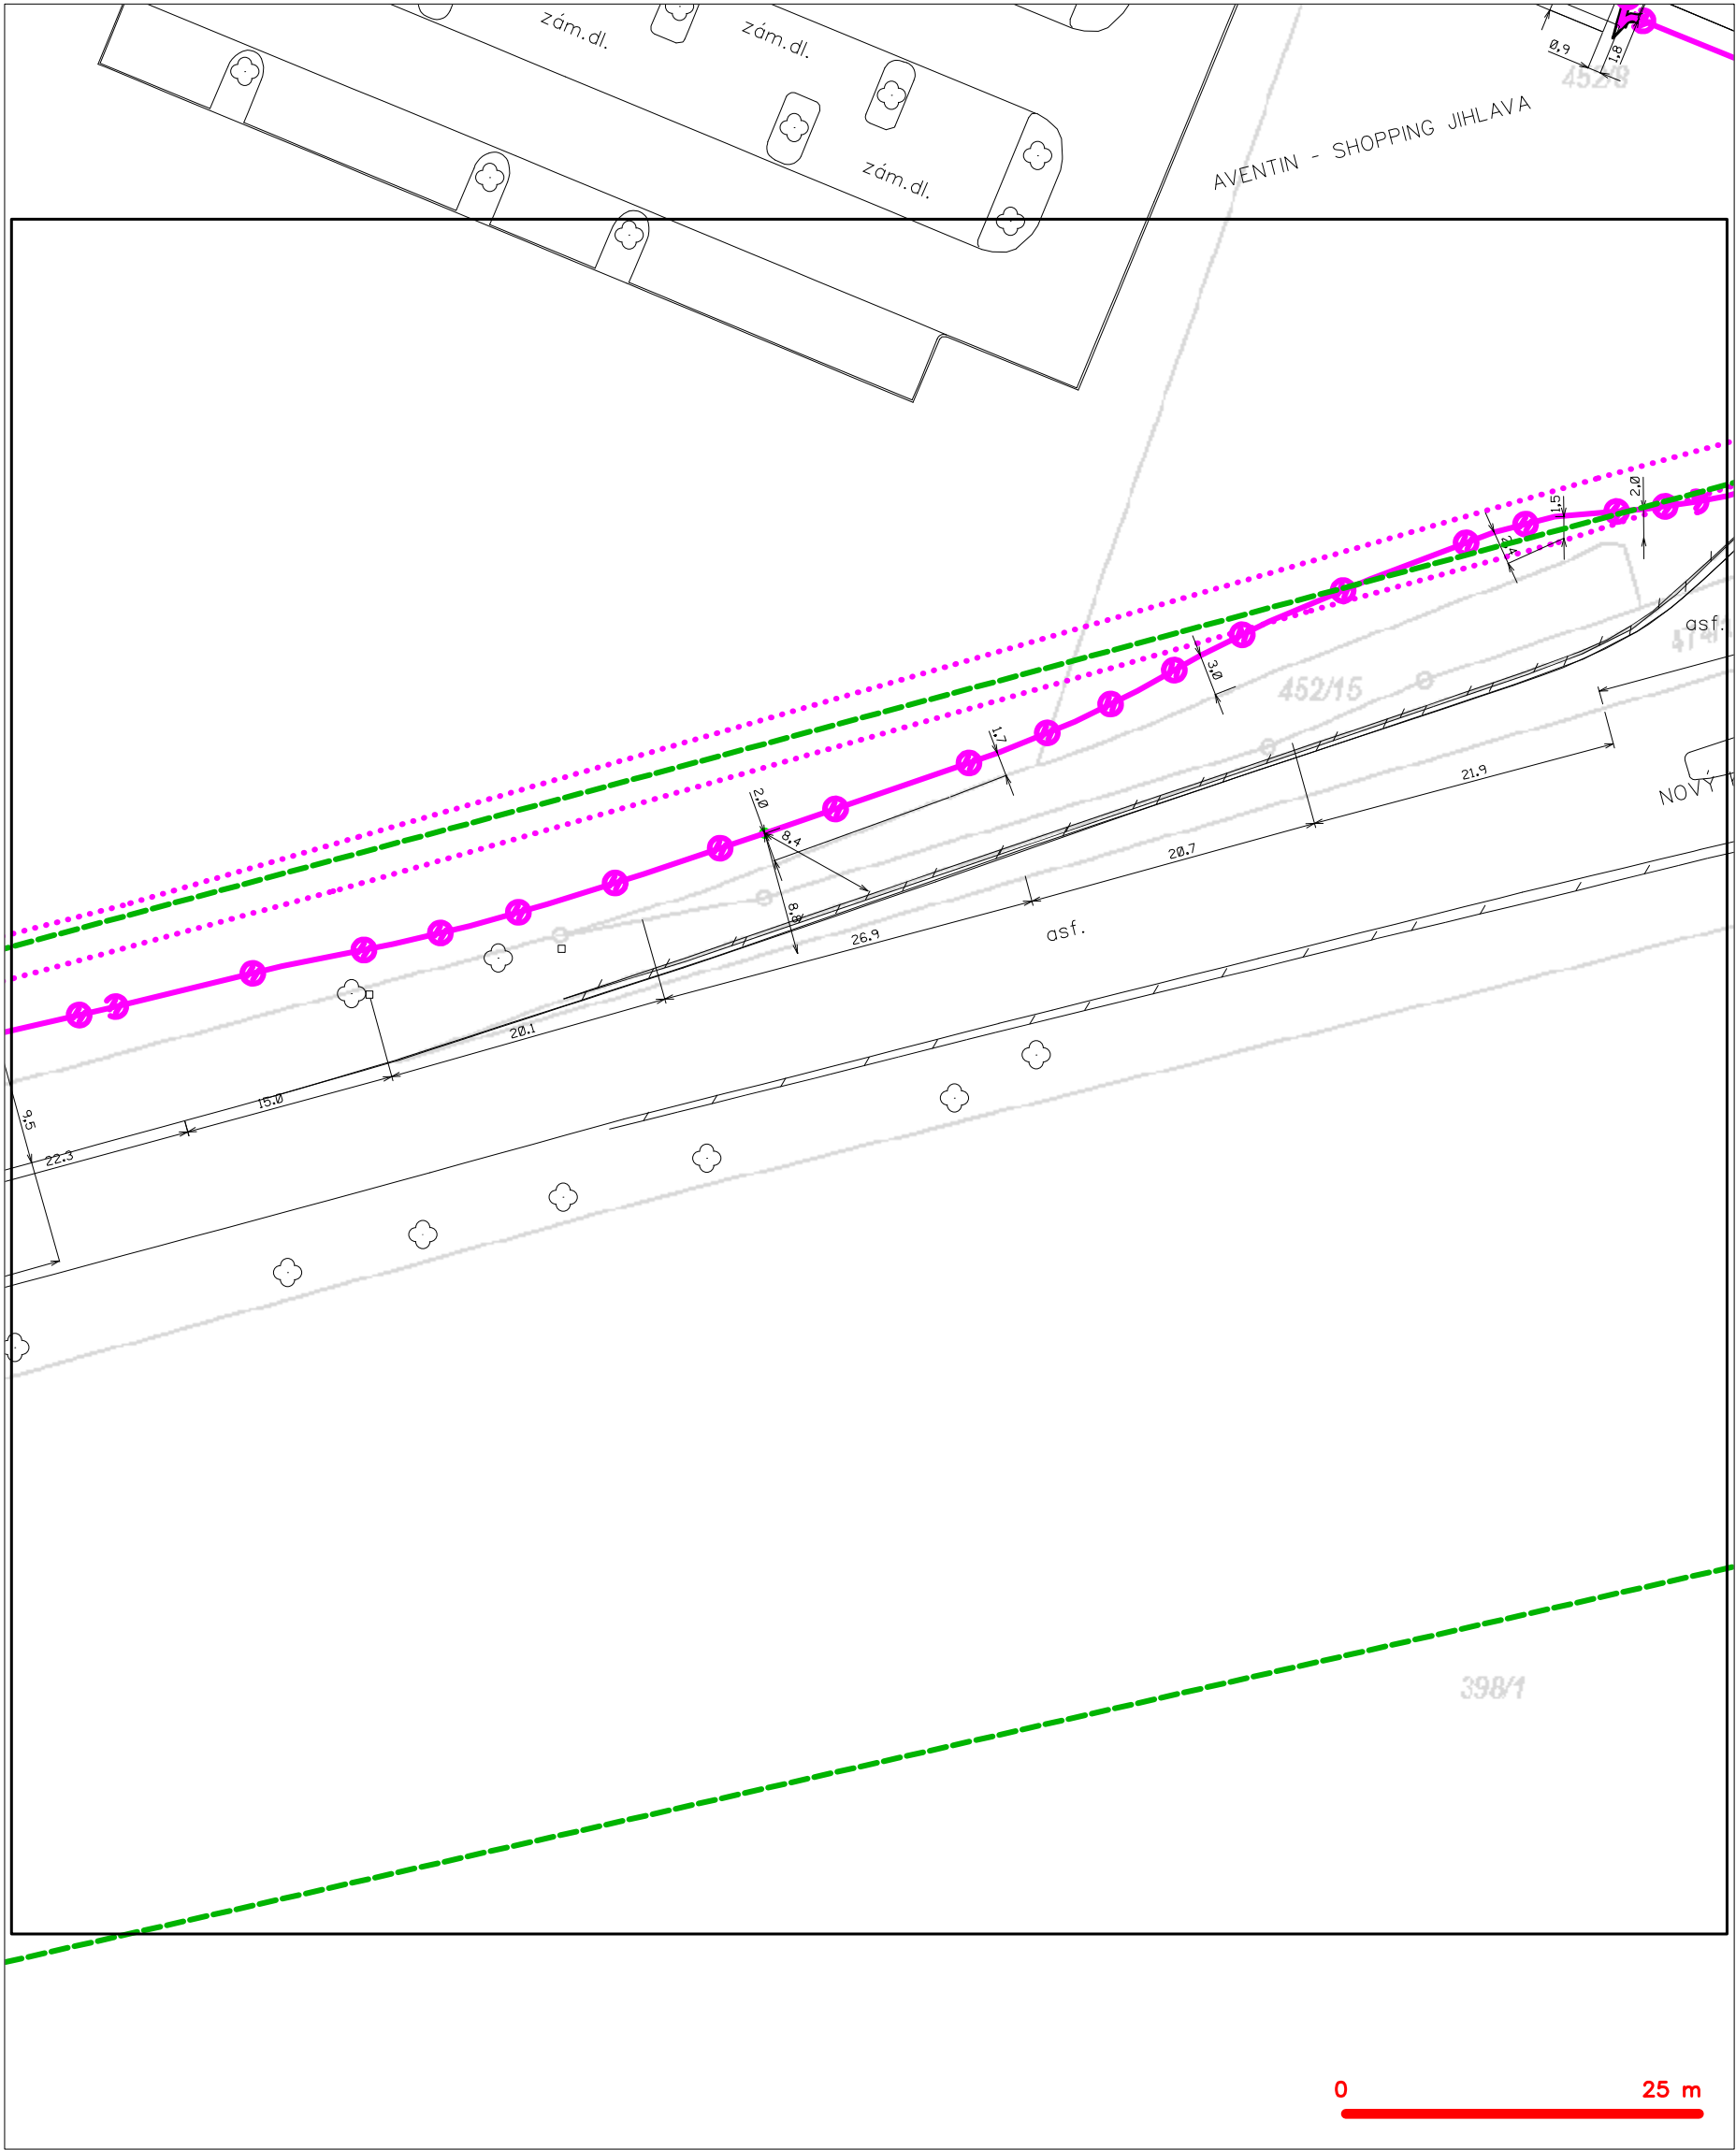 zám.dl.
zám.dl.
zám.dl.
0,9
1,8
452/8
AVENTIN - SHOPPING JIHLAVA
1,5
2,0
2,4
asf.
3,0
452/15
1,7
2,0
8,4
21,9
NOVÝ
20,7
8,8
26,9
asf.
20,1
15,0
9,5
22,3
398/1
0 25 m